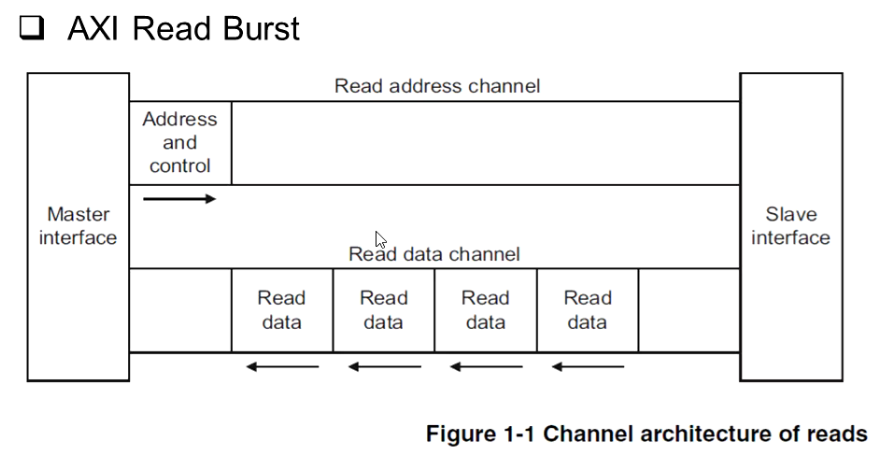 ❑ AXI Read Burst
Read address channel
Address
and
control
Master
interface
Slave
interface
Read data channel
Read
data
Read
data
Read
data
Read
data
Figure 1-1 Channel architecture of reads